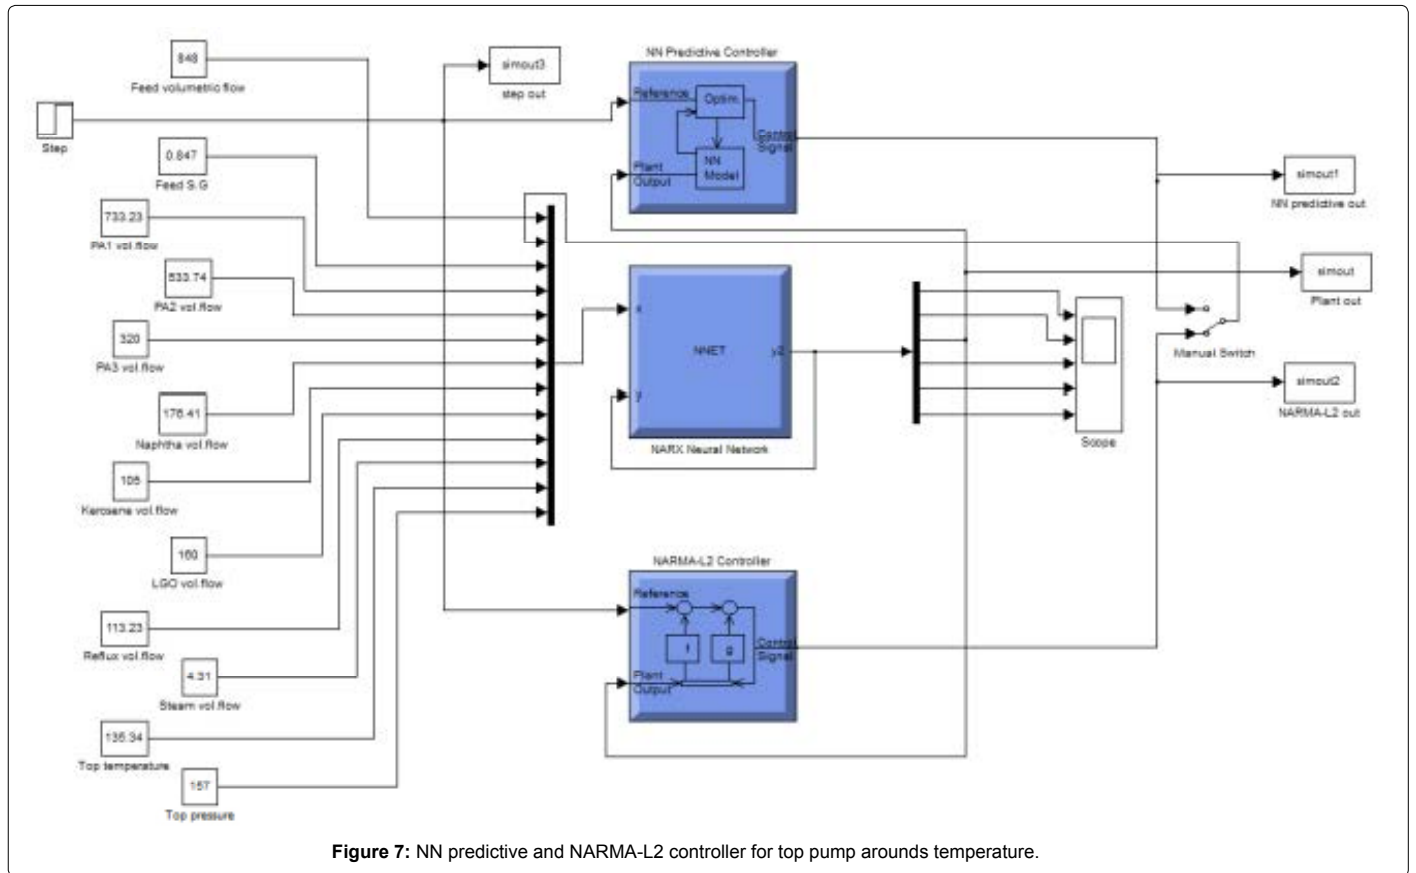 848
Feed volumetric flow
Step
0.847
Feed S.G
733.23
PA1 vol.flow
533.74
PA2 vol.flow
320
PA3 vol.flow
176.41
Naphtha vol.flow
105
Kerosene vol.flow
160
LGO vol.flow
113.23
Reflux vol.flow
4.31
Steam vol.flow
135.34
Top temperature
157
Top pressure
simout3
step out
NN Predictive Controller
Reference
Optim.
Control
Signal
NN
Model
Plant
Output
x
NNET
y2
y
NARX Neural Network
NARMA-L2 Controller
Reference
f
g
Control
Signal
Plant
Output
Scope
simout1
NN predictive out
simout
Plant out
Manual Switch
simout2
NARMA-L2 out
Figure 7: NN predictive and NARMA-L2 controller for top pump arounds temperature.